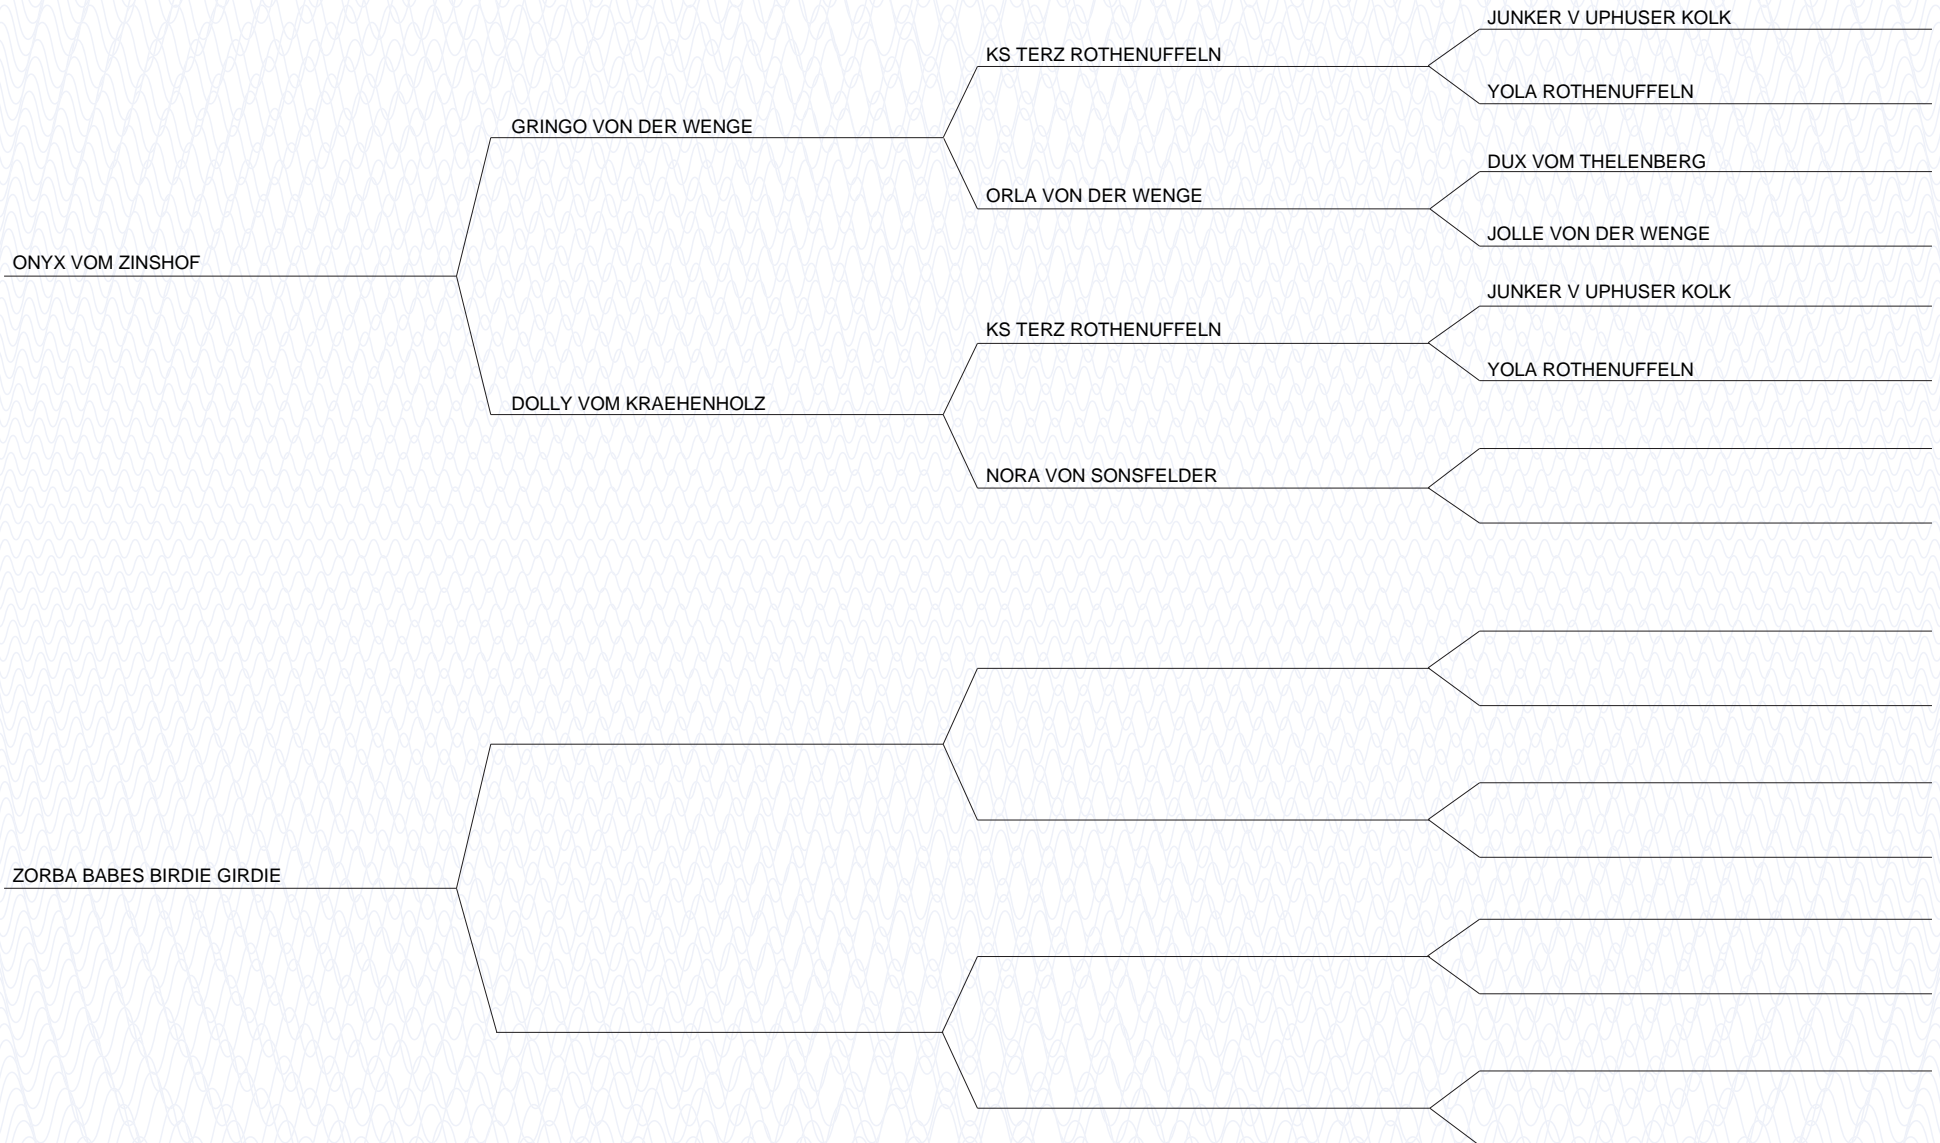 JUNKER V UPHUSER KOLK
KS TERZ ROTHENUFFELN
YOLA ROTHENUFFELN
GRINGO VON DER WENGE
DUX VOM THELENBERG
ORLA VON DER WENGE
JOLLE VON DER WENGE
ONYX VOM ZINSHOF
JUNKER V UPHUSER KOLK
KS TERZ ROTHENUFFELN
YOLA ROTHENUFFELN
DOLLY VOM KRAEHENHOLZ
NORA VON SONSFELDER
ZORBA BABES BIRDIE GIRDIE